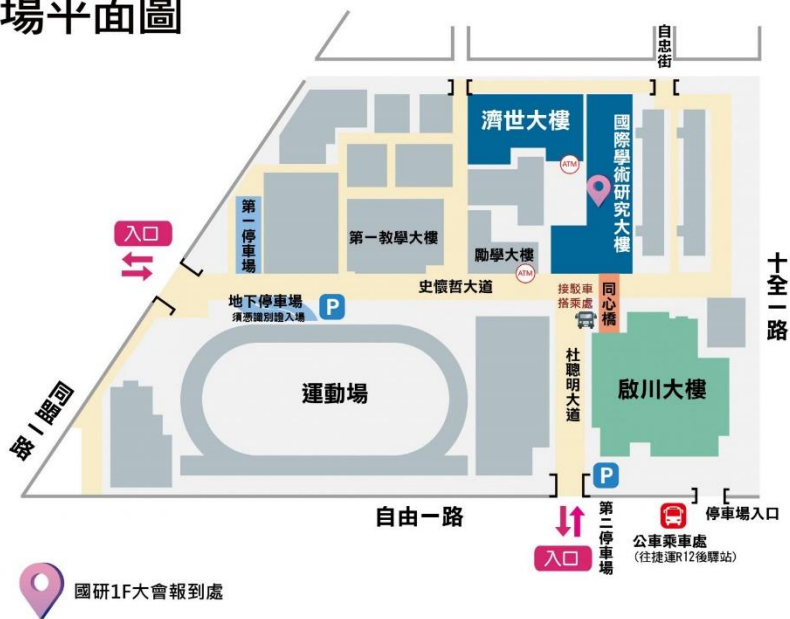 場平面圖
自忠街
濟世大樓
ATM
國際學術研究大樓
入口
第一停車場
第一教學大樓
勵學大樓
ATM
史懷哲大道
十全一路
地下停車場
須憑識別證入場
P
接駁車
搭乘處
同心橋
同盟一路
運動場
杜聰明大道
啟川大樓
P
自由一路
入口
第二停車場
停車場入口
公車乘車處
(往捷運R12後驛站)
國研1F大會報到處